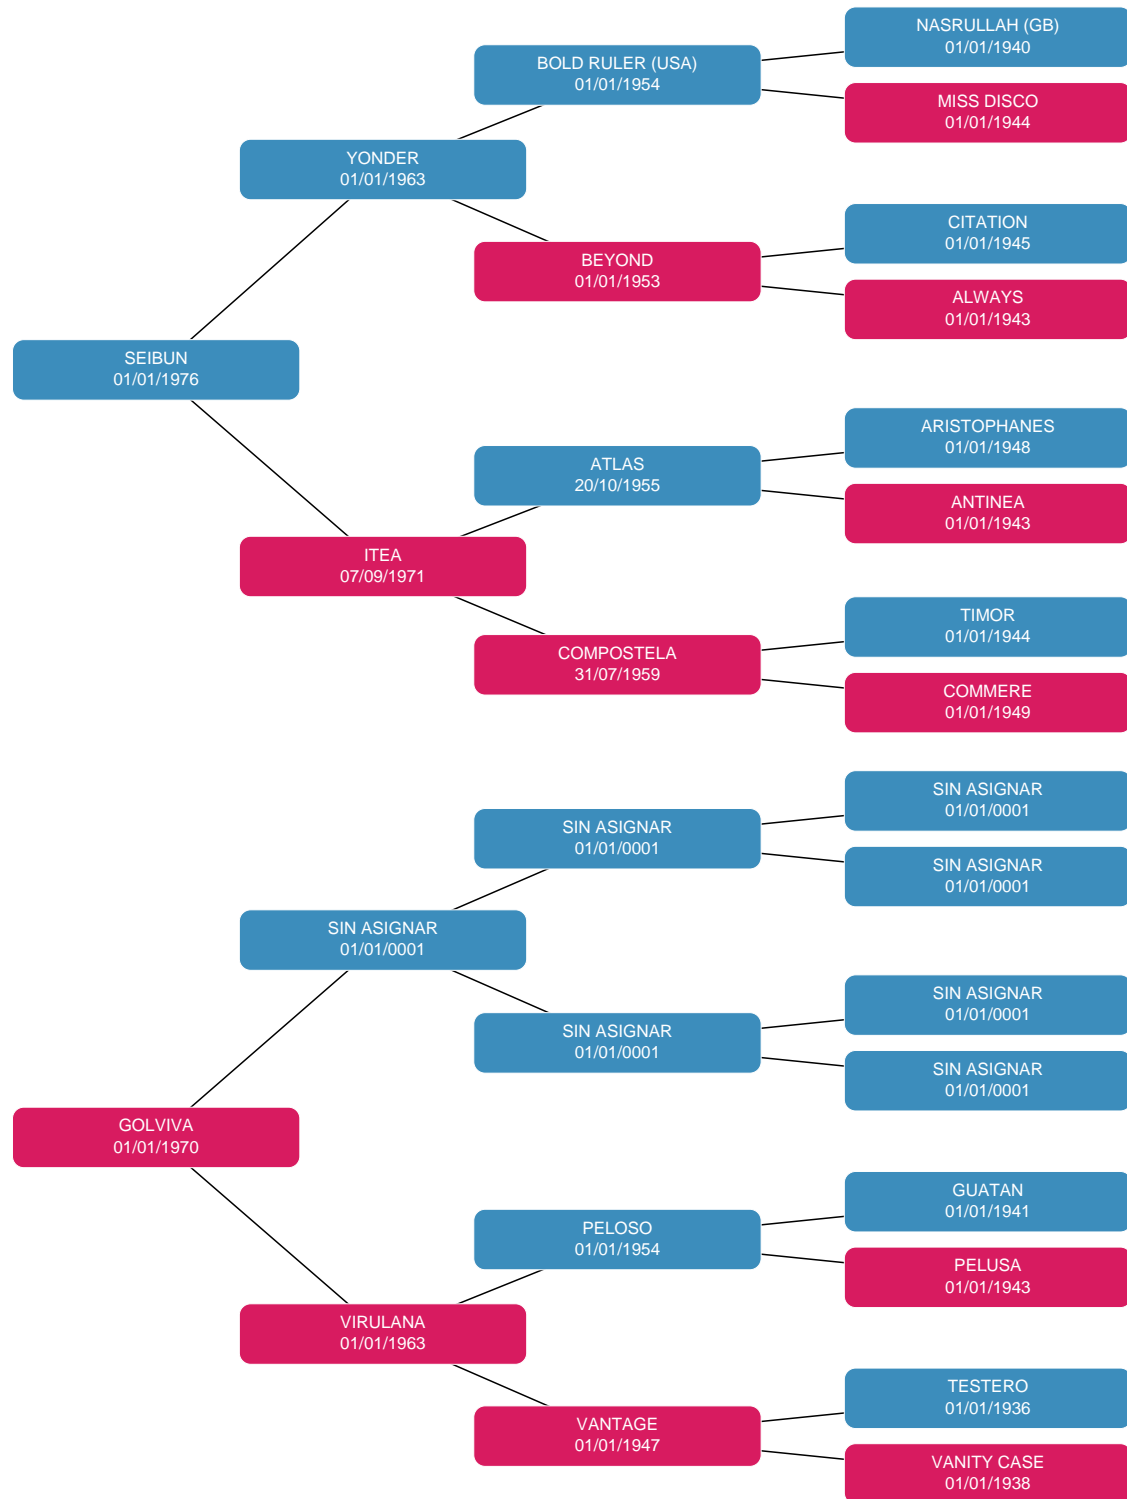 NASRULLAH (GB)
01/01/1940
BOLD RULER (USA)
01/01/1954
MISS DISCO
01/01/1944
YONDER
01/01/1963
CITATION
01/01/1945
BEYOND
01/01/1953
ALWAYS
01/01/1943
SEIBUN
01/01/1976
ARISTOPHANES
01/01/1948
ATLAS
20/10/1955
ANTINEA
01/01/1943
ITEA
07/09/1971
TIMOR
01/01/1944
COMPOSTELA
31/07/1959
COMMERE
01/01/1949
SIN ASIGNAR
01/01/0001
SIN ASIGNAR
01/01/0001
SIN ASIGNAR
01/01/0001
SIN ASIGNAR
01/01/0001
SIN ASIGNAR
01/01/0001
SIN ASIGNAR
01/01/0001
SIN ASIGNAR
01/01/0001
GOLVIVA
01/01/1970
GUATAN
01/01/1941
PELOSO
01/01/1954
PELUSA
01/01/1943
VIRULANA
01/01/1963
TESTERO
01/01/1936
VANTAGE
01/01/1947
VANITY CASE
01/01/1938